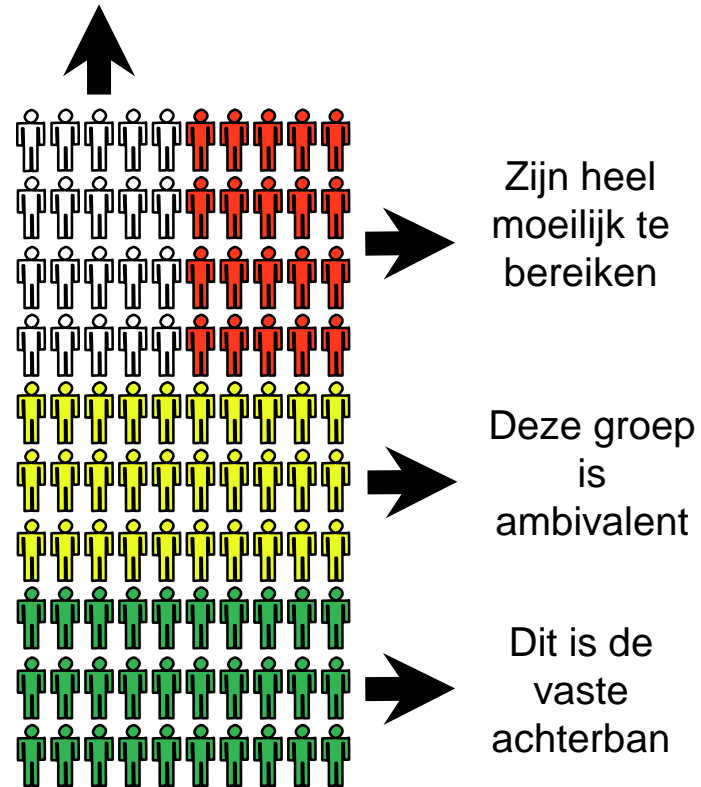 Zijn heel
moeilijk te
bereiken
Deze groep
is
ambivalent
Dit is de
vaste
achterban